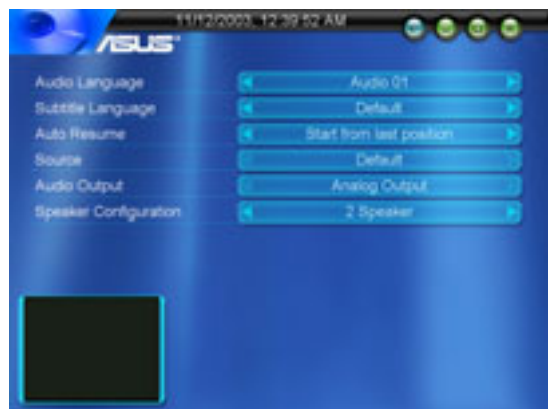 11/12/2003, 12:39:52 AM
ASUS
Audio Language Audio 01
Subtitle Language Default
Auto Resume Start from last position
Source Default
Audio Output Analog Output
Speaker Configuration 2 Speaker